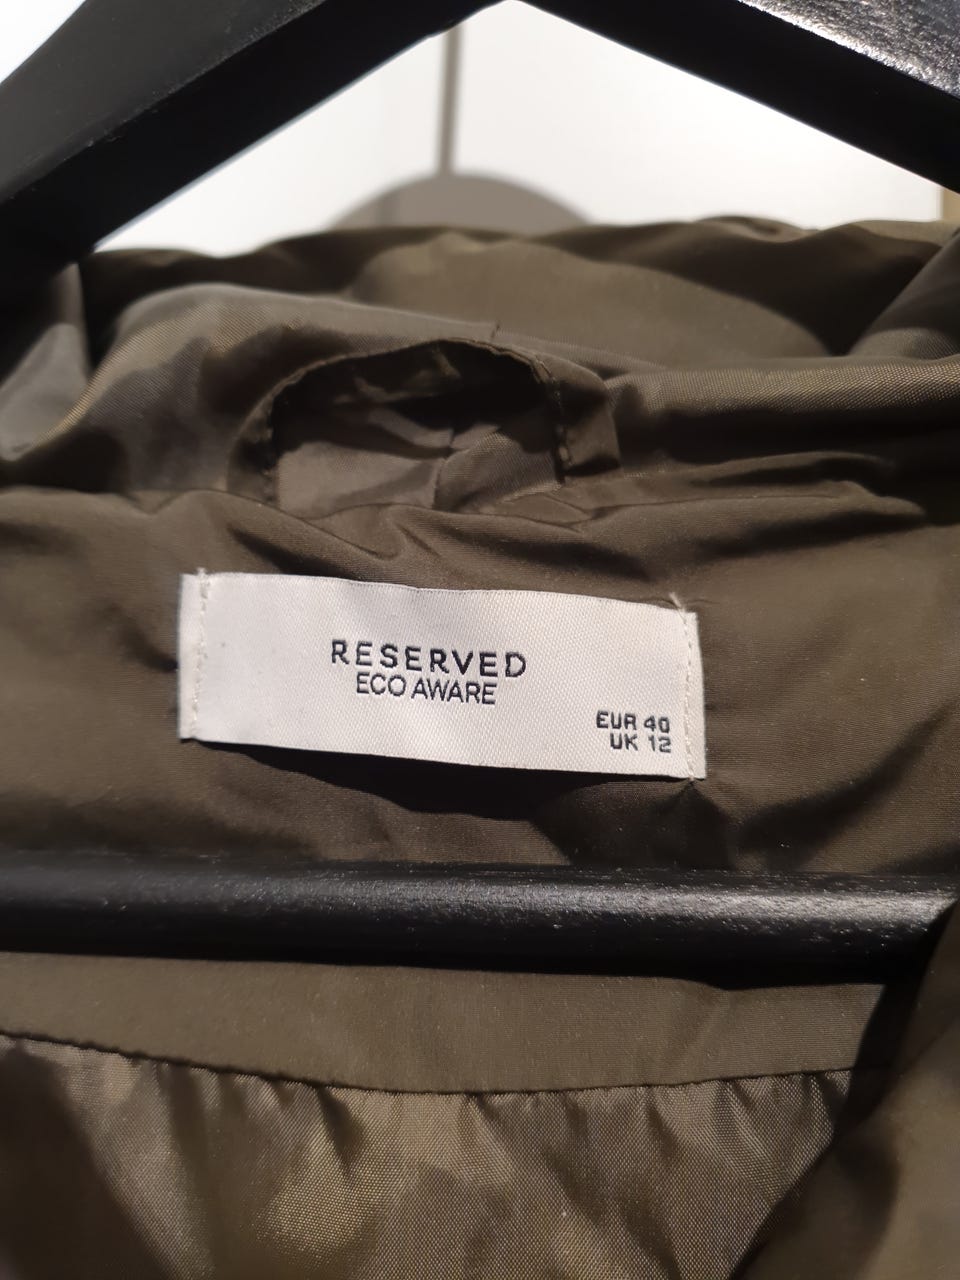 RESERVED
ECO AWARE
EUR 40
UK 12